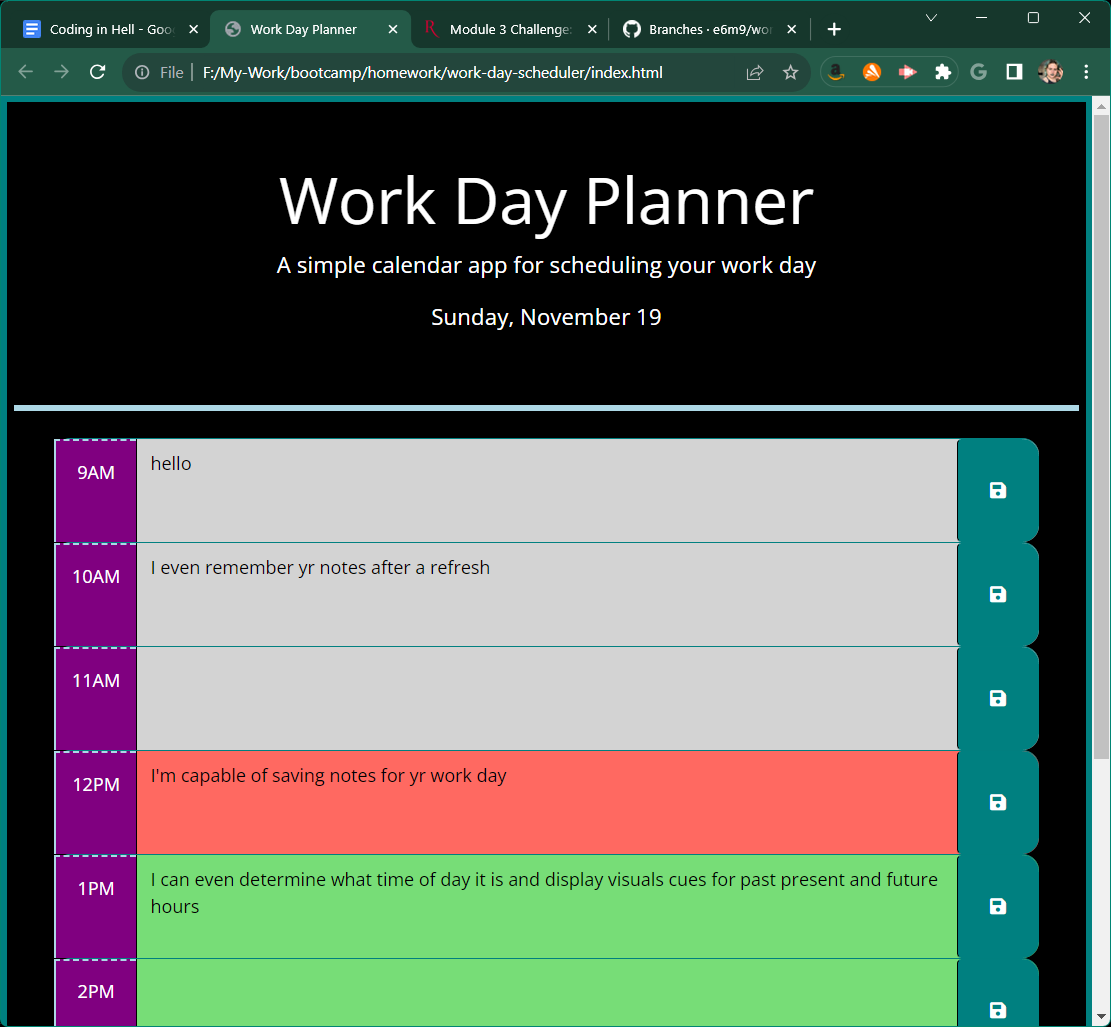 Coding in Hell - Goo
Work Day Planner
Module 3 Challenge:
Branches · e6m9/wor
File
F:/My-Work/bootcamp/homework/work-day-scheduler/index.html
Work Day Planner
A simple calendar app for scheduling your work day
Sunday, November 19
9AM
hello
10AM
I even remember yr notes after a refresh
11AM
12PM
I'm capable of saving notes for yr work day
1PM
I can even determine what time of day it is and display visuals cues for past present and future
hours
2PM